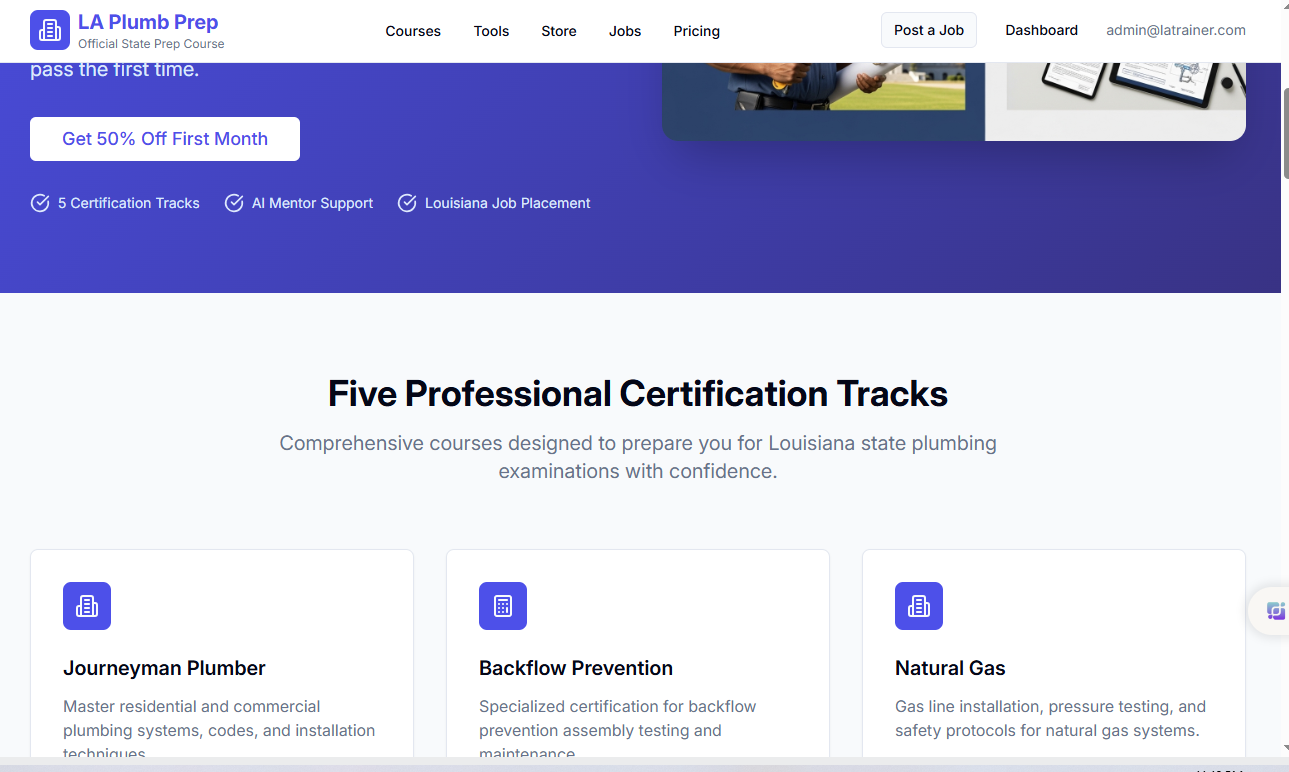 LA Plumb Prep
Official State Prep Course
Courses
Tools
Store
Jobs
Pricing
Post a Job
Dashboard
admin@latrainer.com
pass the first time.
Get 50% Off First Month
5 Certification Tracks
AI Mentor Support
Louisiana Job Placement
Five Professional Certification Tracks
Comprehensive courses designed to prepare you for Louisiana state plumbing
examinations with confidence.
Journeyman Plumber
Master residential and commercial
plumbing systems, codes, and installation
techniques
Backflow Prevention
Specialized certification for backflow
prevention assembly testing and
maintenance
Natural Gas
Gas line installation, pressure testing, and
safety protocols for natural gas systems.